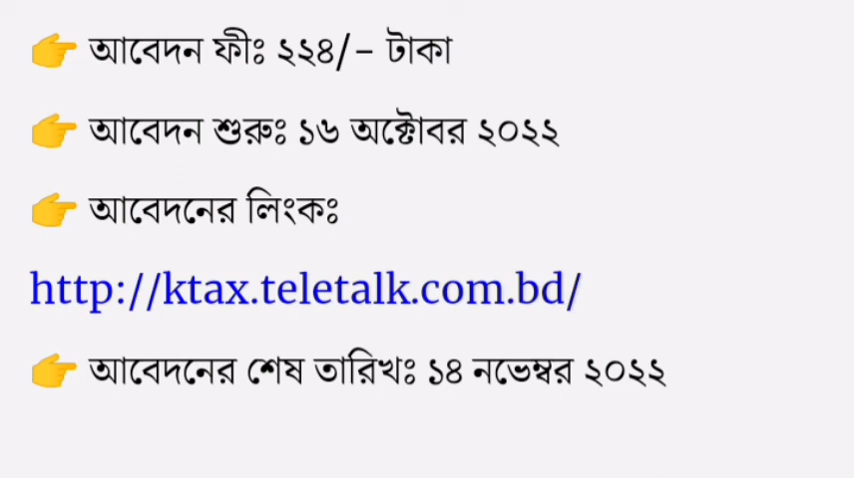 👉 আবেদন ফীঃ ২২৪/- টাকা
👉 আবেদন শুরুঃ ১৬ অক্টোবর ২০২২
👉 আবেদনের লিংকঃ
http://ktax.teletalk.com.bd/
👉 আবেদনের শেষ তারিখঃ ১৪ নভেম্বর ২০২২